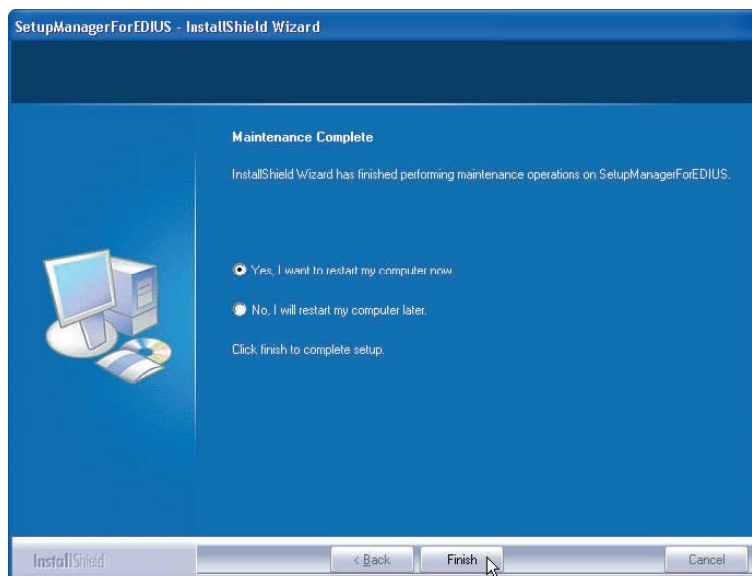 SetupManagerForEDIUS - InstallShield Wizard
Maintenance Complete
InstallShield Wizard has finished performing maintenance operations on SetupManagerForEDIUS.
Yes, I want to restart my computer now.
No, I will restart my computer later.
Click finish to complete setup.
InstallShield
< Back
Finish
Cancel